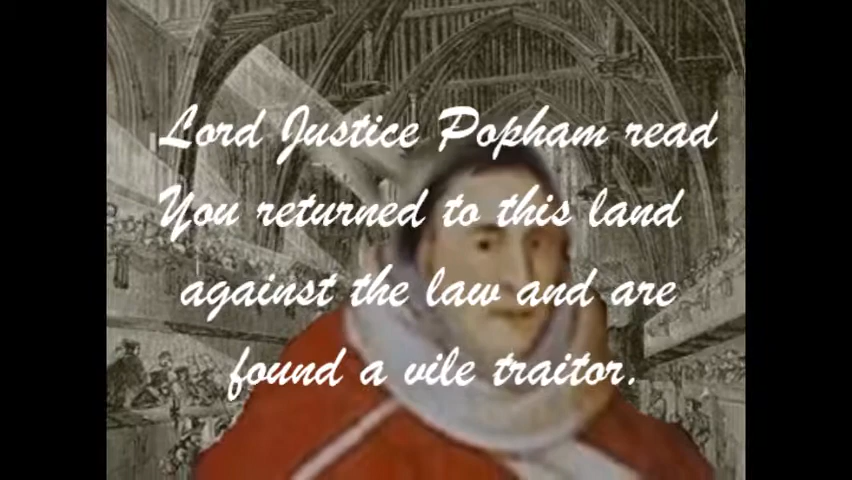 Lord Justice Popham read
You returned to this land
against the law and are
found a vile traitor.